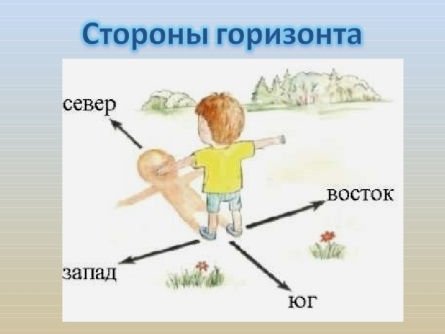 Стороны горизонта
север
восток
запад
юг